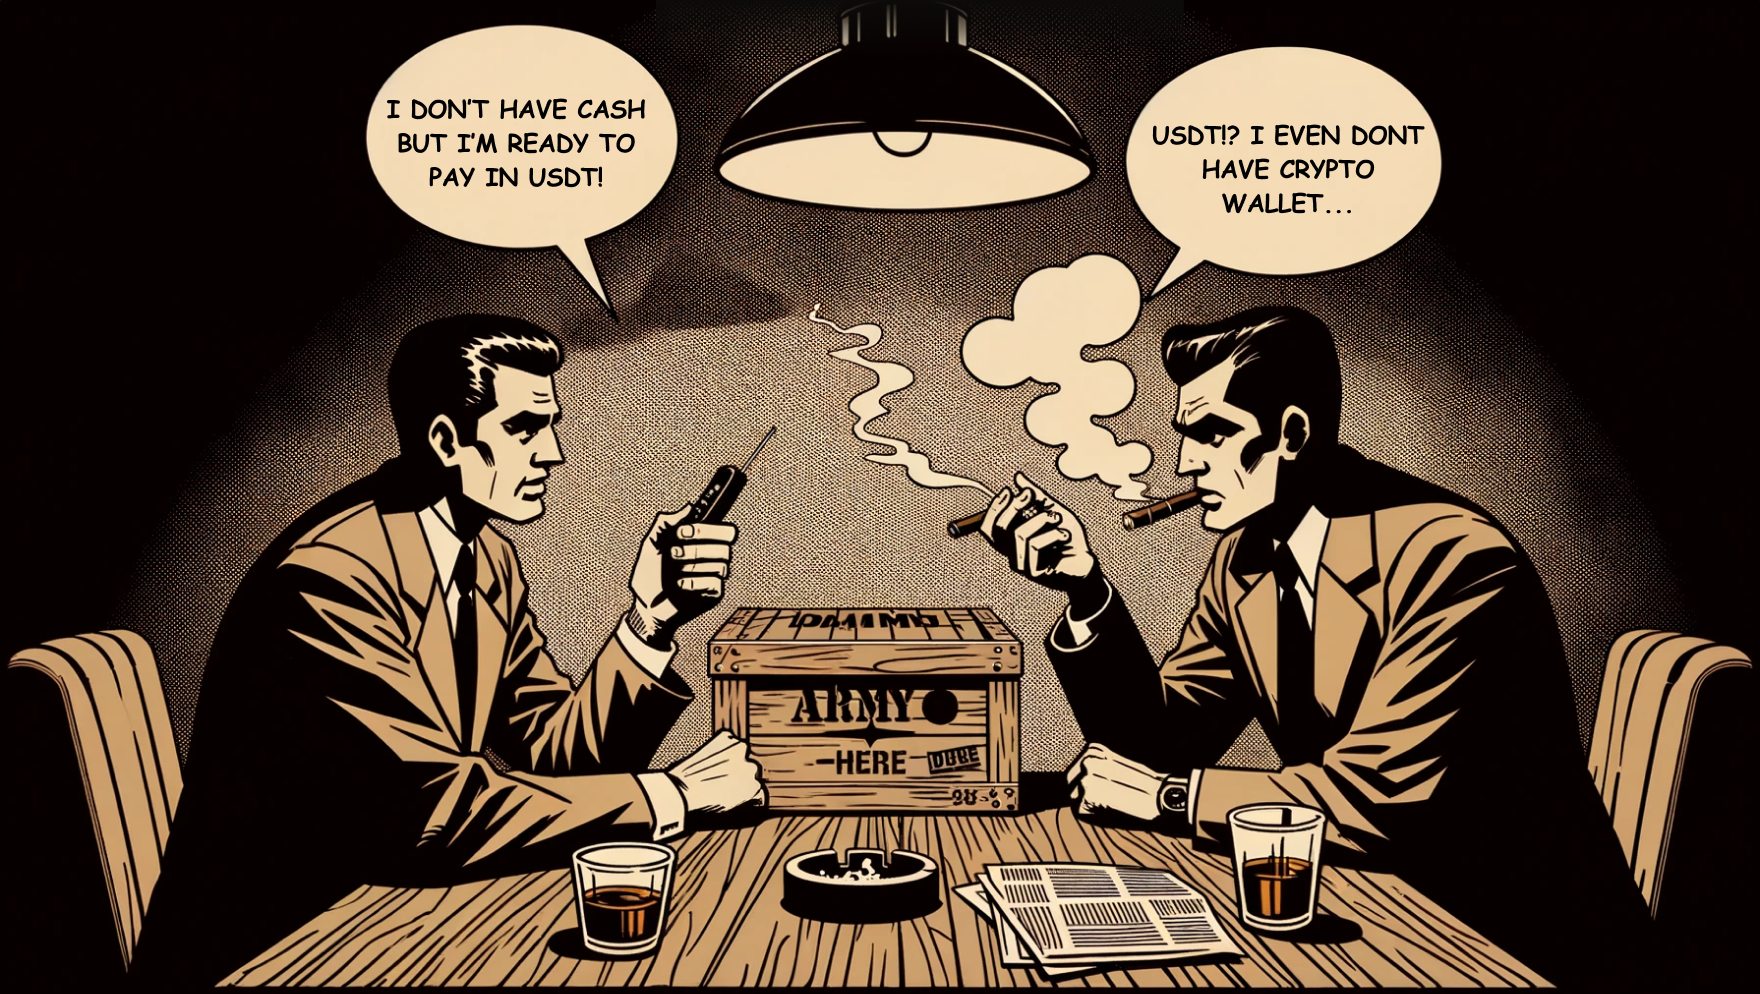 I DON'T HAVE CASH
BUT I'M READY TO
PAY IN USDT!
USDT!? I EVEN DONT
HAVE CRYPTO
WALLET...
ARMY
-HERE